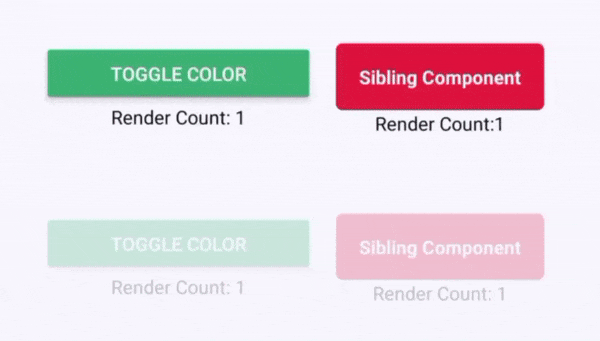 TOGGLE COLOR
Sibling Component
Render Count: 1
Render Count:1
TOGGLE COLOR
Sibling Component
Render Count: 1
Render Count: 1